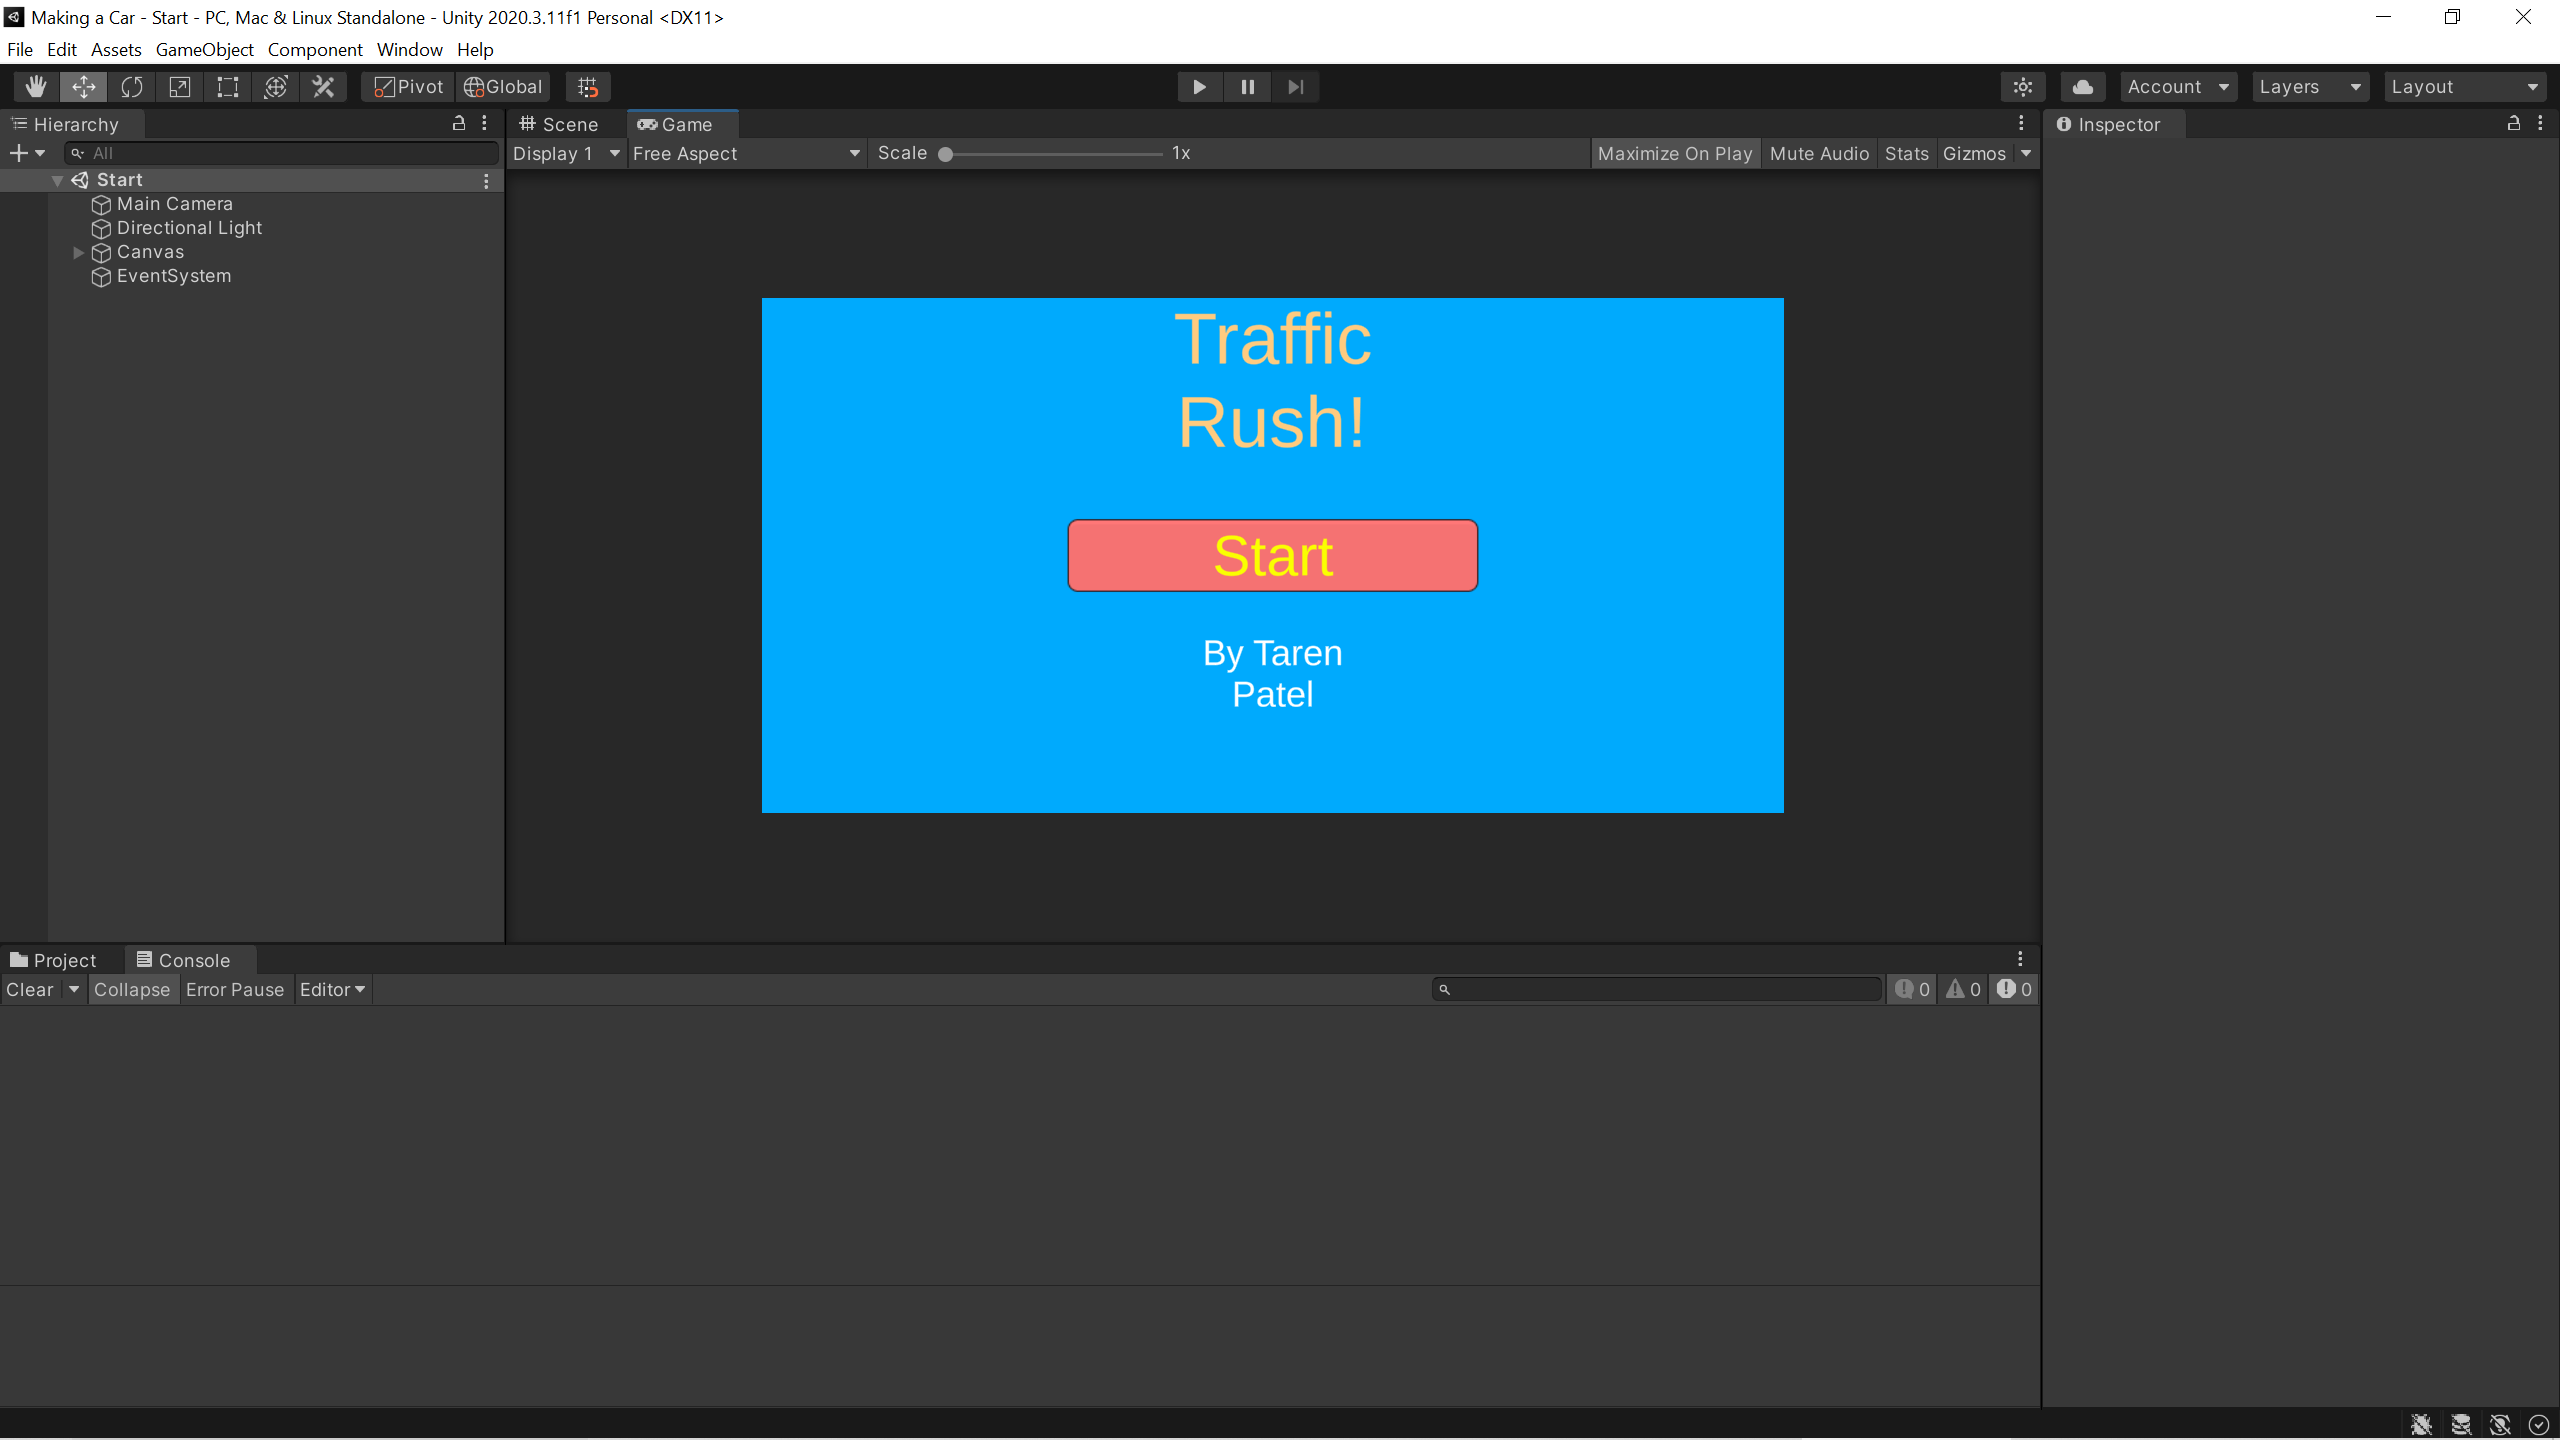 Making a Car - Start - PC, Mac & Linux Standalone - Unity 2020.3.11f1 Personal <DX11>
File Edit Assets GameObject Component Window Help
Pivot Global Account Layers Layout
Hierarchy Scene Game Inspector
All Display 1 Free Aspect Scale 1x Maximize On Play Mute Audio Stats Gizmos
Start
Main Camera
Directional Light
Canvas
EventSystem
Traffic
Rush!
Start
By Taren
Patel
Project Console
Clear Collapse Error Pause Editor 0 0 0